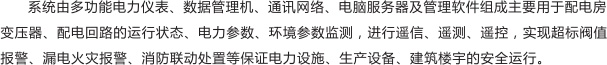 系统由多功能电力仪表、数据管理机、通讯网络、电脑服务器及管理软件组成主要用于配电房
变压器、配电回路的运行状态、电力参数、环境参数监测，进行遥信、遥测、遥控，实现超标阀值
报警、漏电火灾报警、消防联动处置等保证电力设施、生产设备、建筑楼宇的安全运行。